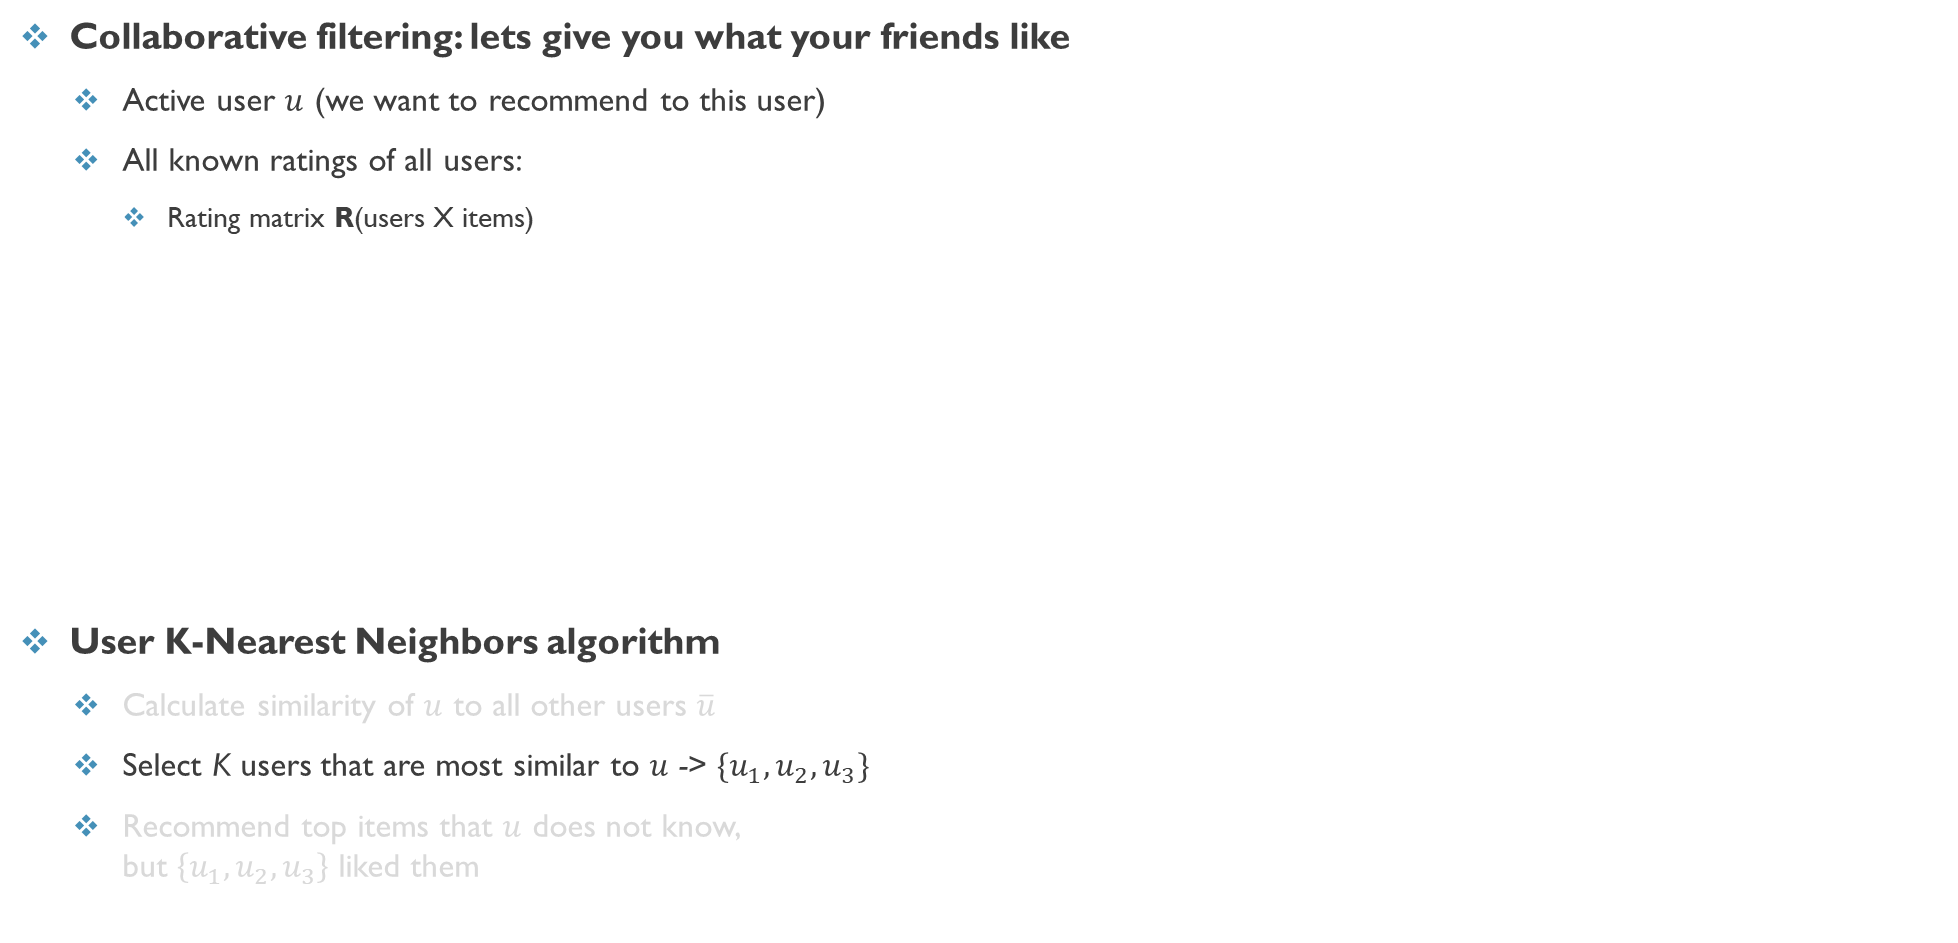 Collaborative filtering: lets give you what your friends like
Active user u (we want to recommend to this user)
All known ratings of all users:
Rating matrix R(users X items)
User K-Nearest Neighbors algorithm
Calculate similarity of u to all other users ū
Select K users that are most similar to u -> {u₁, u₂, u₃}
Recommend top items that u does not know,
but {u₁, u₂, u₃} liked them